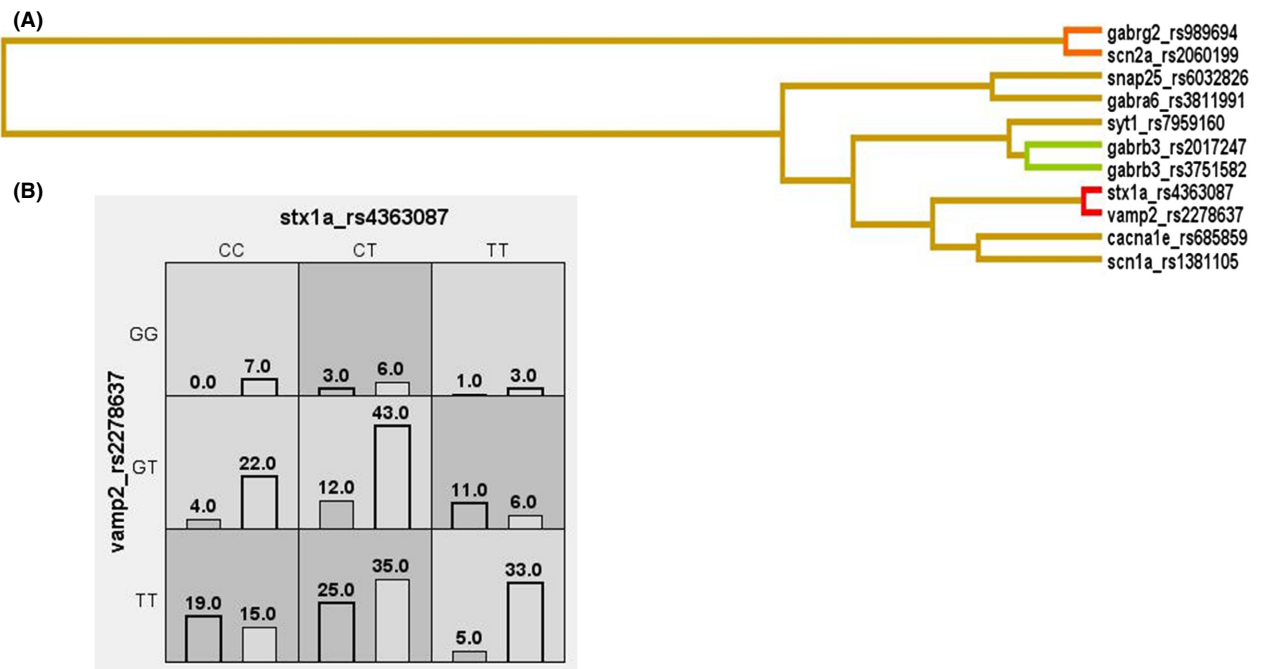 (A)
gabrg2_rs989694
scn2a_rs2060199
snap25_rs6032826
gabra6_rs3811991
syt1_rs7959160
gabrb3_rs2017247
gabrb3_rs3751582
stx1a_rs4363087
vamp2_rs2278637
cacna1e_rs685859
scn1a_rs1381105
(B)
stx1a_rs4363087
CC CT TT
vamp2_rs2278637
GG
0.0 7.0 3.0 6.0 1.0 3.0
GT
4.0 22.0 12.0 43.0 11.0 6.0
TT
19.0 15.0 25.0 35.0 5.0 33.0